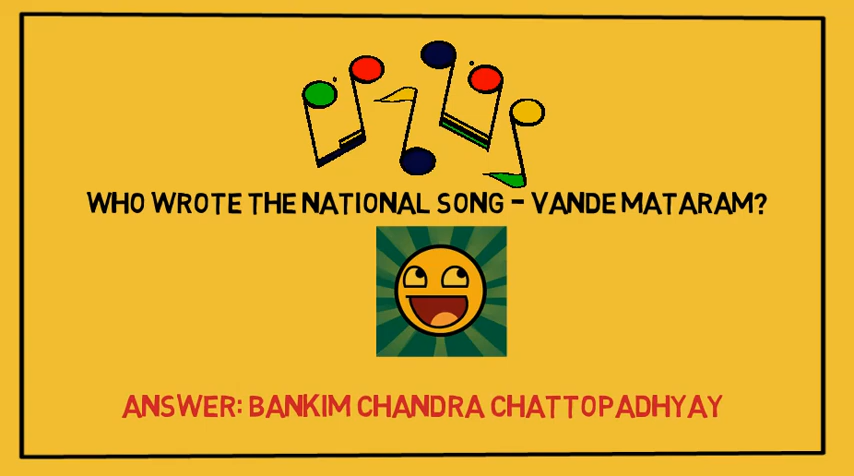 WHO WROTE THE NATIONAL SONG - VANDE MATARAM?
ANSWER: BANKIM CHANDRA CHATTOPADHYAY